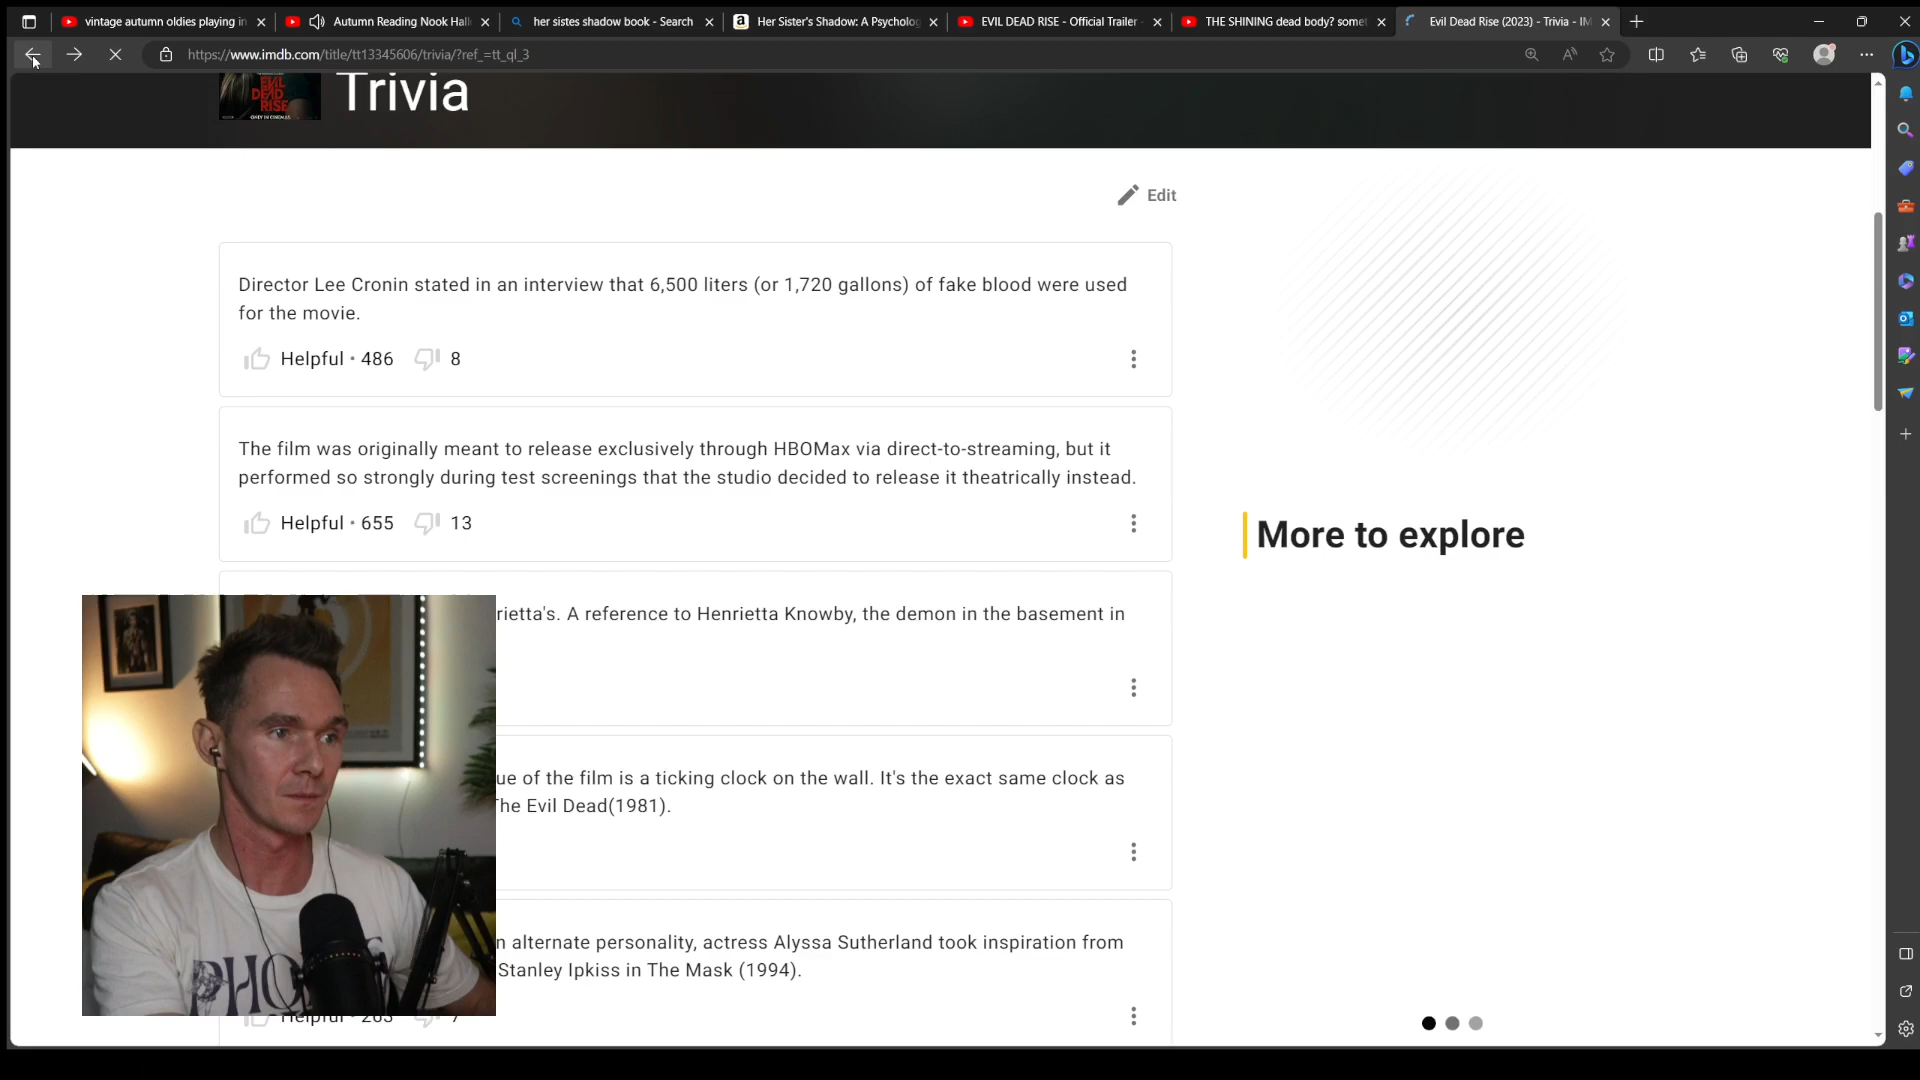 vintage autumn oldies playing in
Autumn Reading Nook Hall
her sistes shadow book - Search
a Her Sister's Shadow: A Psycholog
EVIL DEAD RISE - Official Trailer
THE SHINING dead body? somet
Evil Dead Rise (2023) - Trivia - IM
https://www.imdb.com/title/tt13345606/trivia/?ref_=tt_ql_3
EVIL DEAD RISE
Trivia
Edit
Director Lee Cronin stated in an interview that 6,500 liters (or 1,720 gallons) of fake blood were used
for the movie.
Helpful • 486 8
The film was originally meant to release exclusively through HBOMax via direct-to-streaming, but it
performed so strongly during test screenings that the studio decided to release it theatrically instead.
Helpful • 655 13
More to explore
rietta's. A reference to Henrietta Knowby, the demon in the basement in
ue of the film is a ticking clock on the wall. It's the exact same clock as
The Evil Dead(1981).
n alternate personality, actress Alyssa Sutherland took inspiration from
Stanley Ipkiss in The Mask (1994).
Helpful • 263 7
PHO